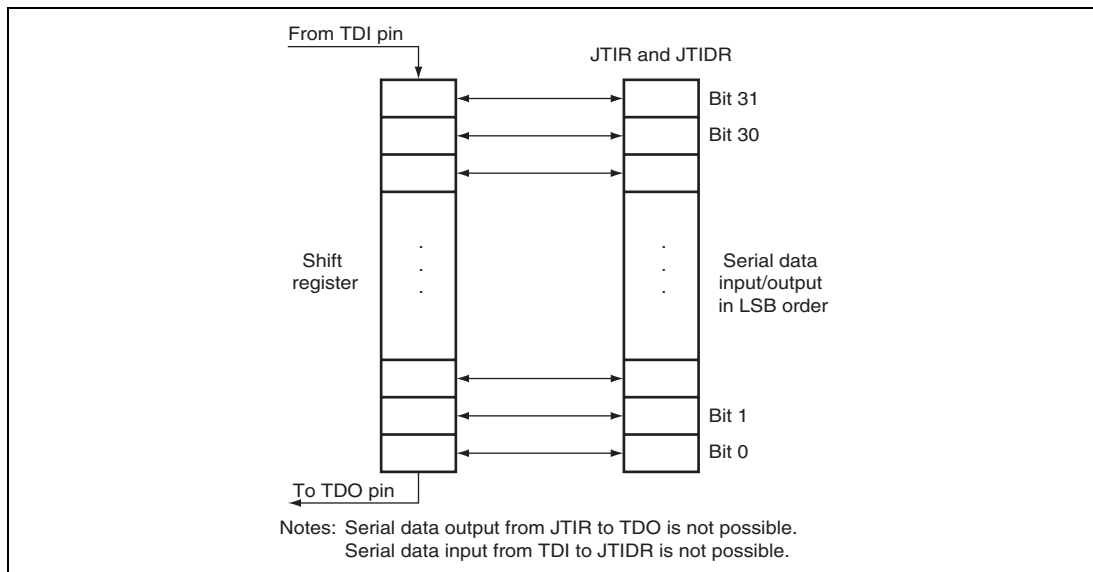 From TDI pin
JTIR and JTIDR
Bit 31
Bit 30
.
.
.
.
.
.
Shift
register
Serial data
input/output
in LSB order
Bit 1
Bit 0
To TDO pin
Notes: Serial data output from JTIR to TDO is not possible.
Serial data input from TDI to JTIDR is not possible.